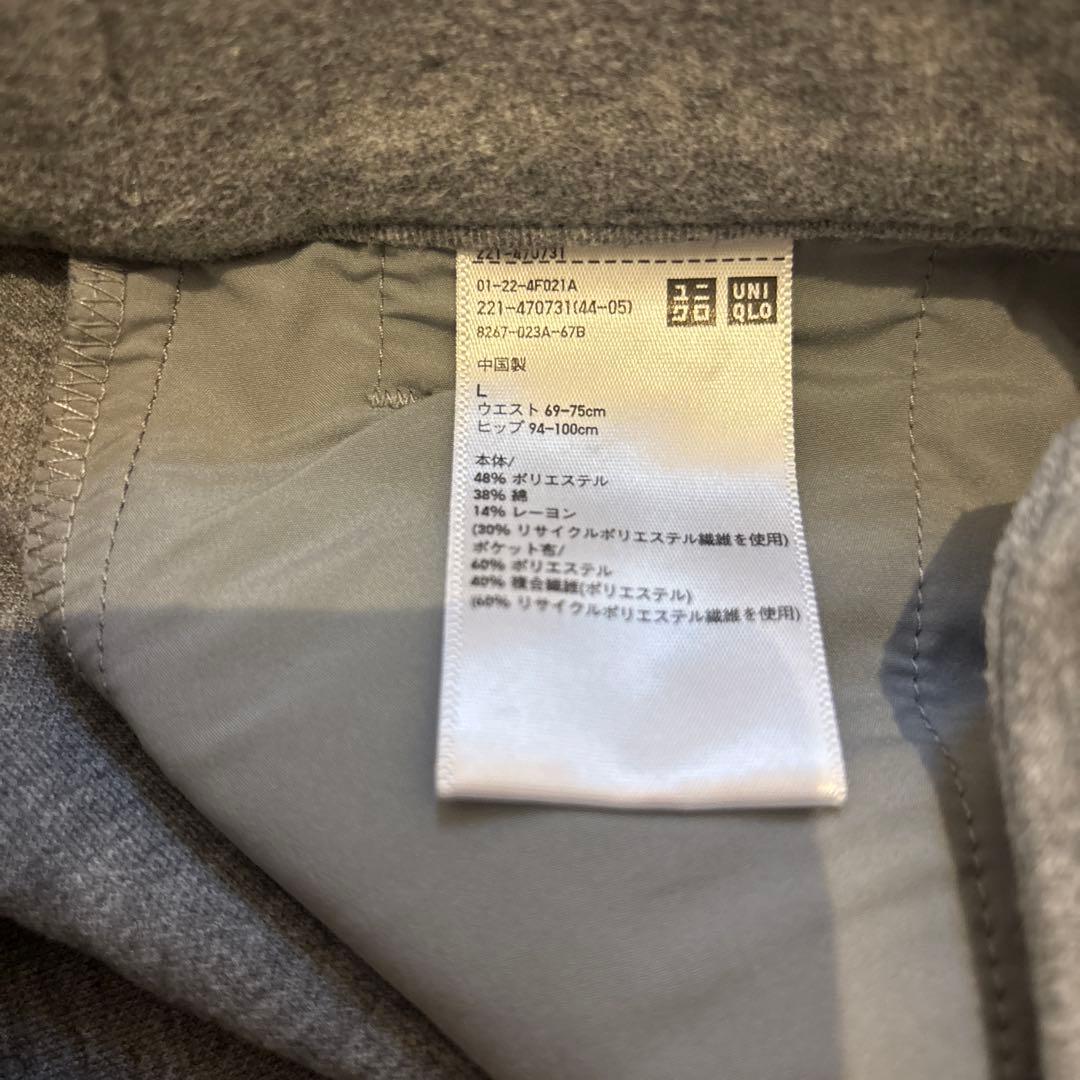 221-470731
01-22-4F021A
221-470731(44-05)
8267-023A-67B
ユニクロ
UNIQLO
中国製
L
ウエスト 69-75cm
ヒップ 94-100cm
本体/
48% ポリエステル
38% 綿
14% レーヨン
(30% リサイクルポリエステル繊維を使用)
ポケット布/
60% ポリエステル
40% 複合繊維(ポリエステル)
(60% リサイクルポリエステル繊維を使用)